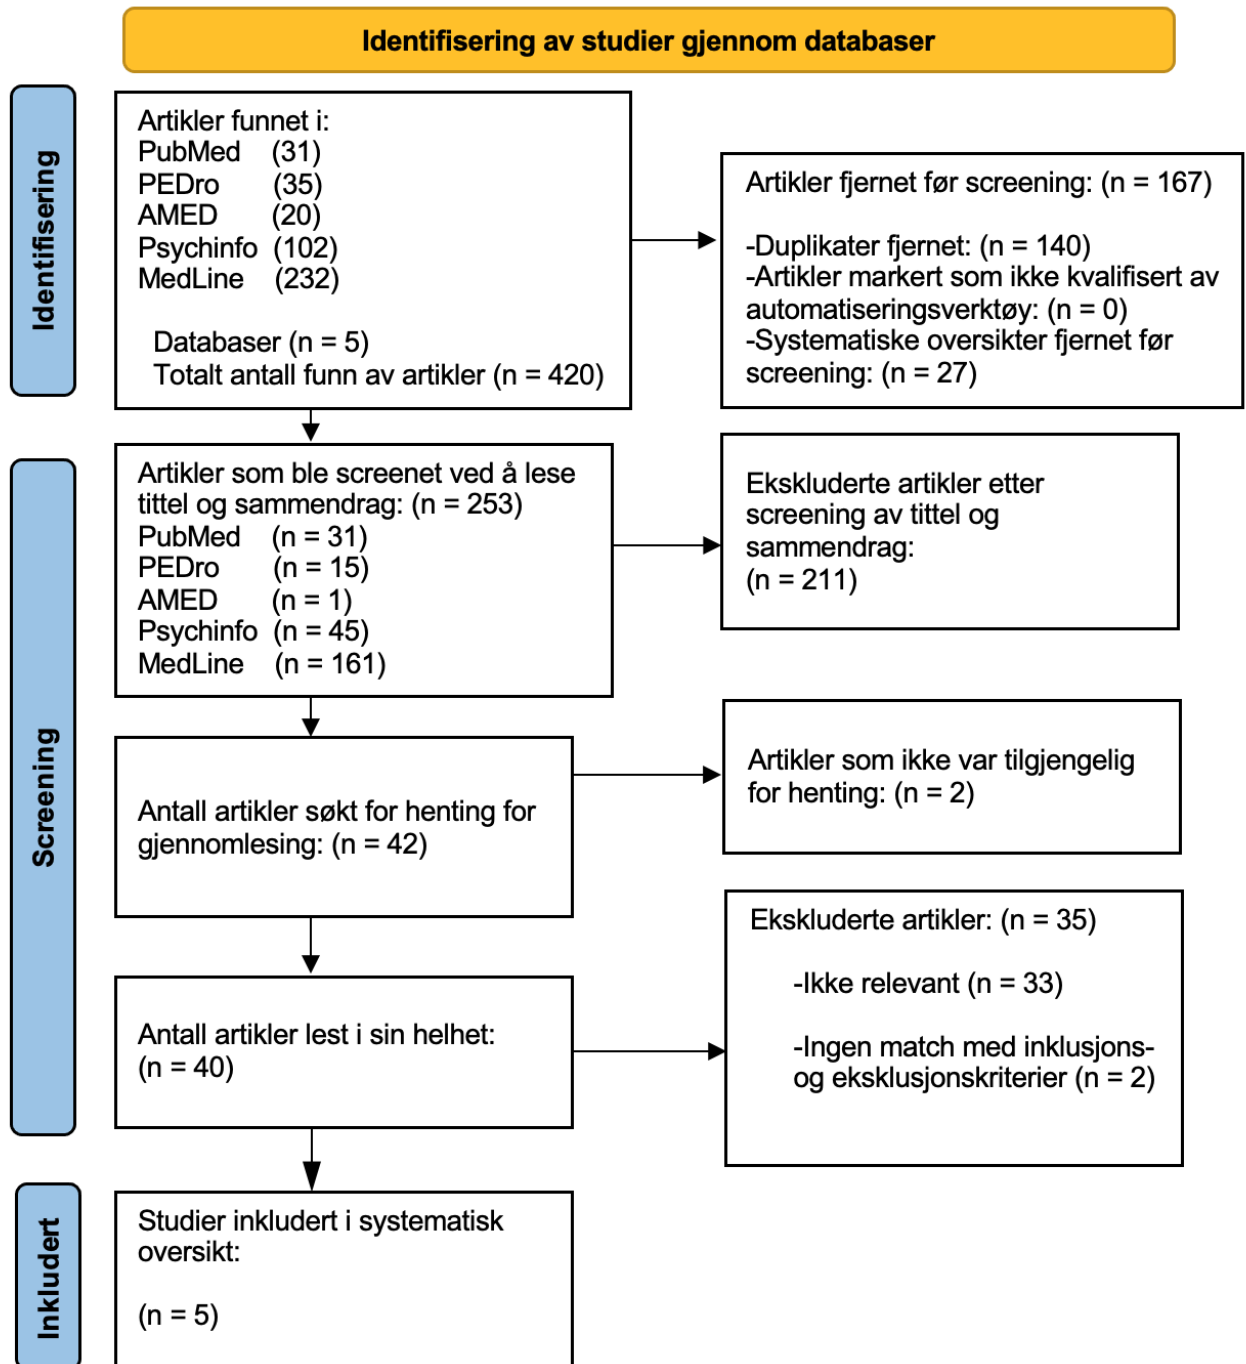 Identifisering av studier gjennom databaser
Identifisering
Artikler funnet i:
PubMed (31)
PEDro (35)
AMED (20)
Psychinfo (102)
MedLine (232)
Databaser (n = 5)
Totalt antall funn av artikler (n = 420)
Artikler fjernet før screening: (n = 167)
-Duplikater fjernet: (n = 140)
-Artikler markert som ikke kvalifisert av
automatiseringsverktøy: (n = 0)
-Systematiske oversikter fjernet før
screening: (n = 27)
Screening
Artikler som ble screenet ved å lese
tittel og sammendrag: (n = 253)
PubMed (n = 31)
PEDro (n = 15)
AMED (n = 1)
Psychinfo (n = 45)
MedLine (n = 161)
Ekskluderte artikler etter
screening av tittel og
sammendrag:
(n = 211)
Antall artikler søkt for henting for
gjennomlesing: (n = 42)
Artikler som ikke var tilgjengelig
for henting: (n = 2)
Antall artikler lest i sin helhet:
(n = 40)
Ekskluderte artikler: (n = 35)
-Ikke relevant (n = 33)
-Ingen match med inklusjons-
og eksklusjonskriterier (n = 2)
Inkludert
Studier inkludert i systematisk
oversikt:
(n = 5)